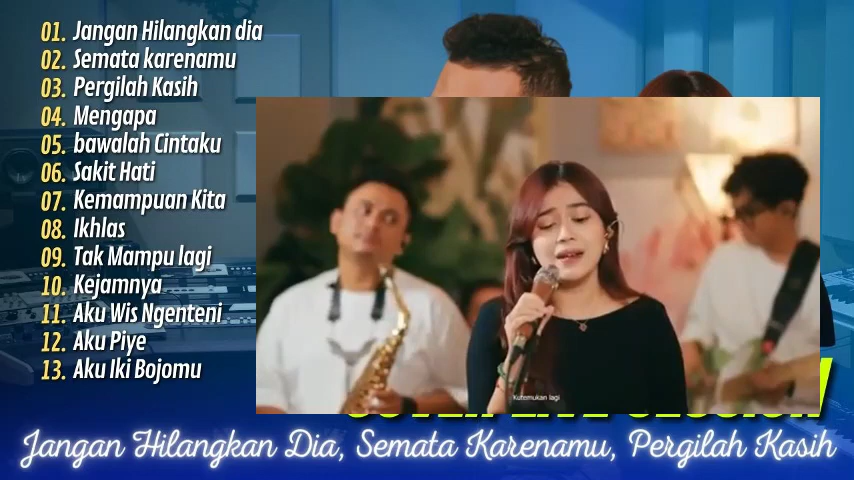 01. Jangan Hilangkan dia
02. Semata karenamu
03. Pergilah Kasih
04. Mengapa
05. bawalah Cintaku
06. Sakit Hati
07. Kemampuan Kita
08. Ikhlas
09. Tak Mampu lagi
10. Kejamnya
11. Aku Wis Ngenteni
12. Aku Piye
13. Aku Iki Bojomu
Kutemukan lagi
Jangan Hilangkan Dia, Semata Karenamu, Pergilah Kasih